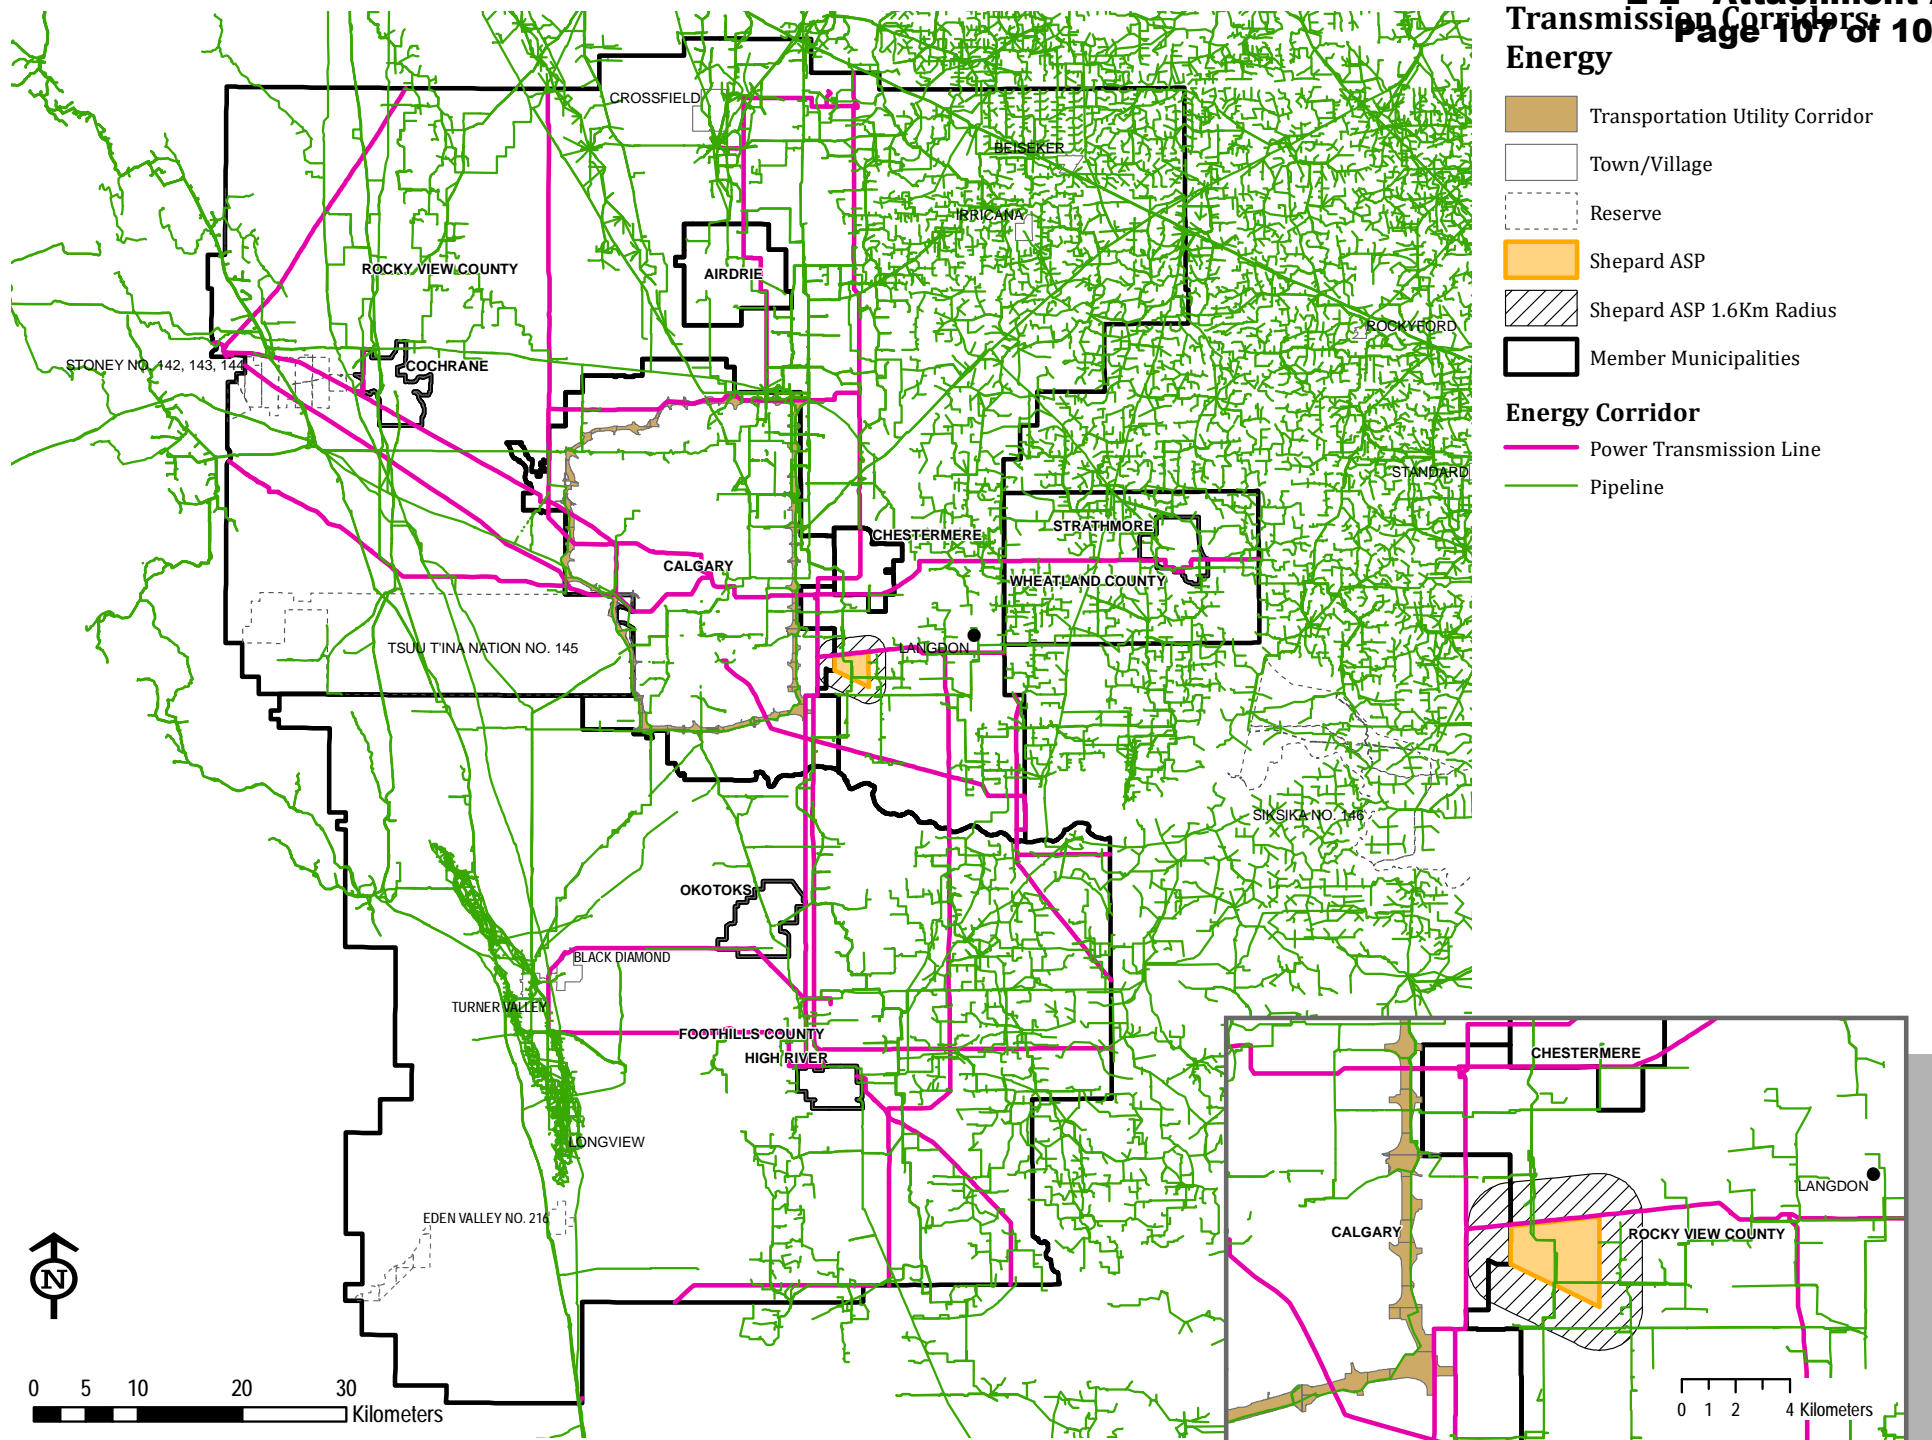 Transmission Corridors:
Page 107 of 10
Energy
Transportation Utility Corridor
Town/Village
Reserve
Shepard ASP
Shepard ASP 1.6Km Radius
Member Municipalities
Energy Corridor
Power Transmission Line
Pipeline
CROSSFIELD
BEISEKER
IRRICANA
ROCKY VIEW COUNTY
AIRDRIE
ROCKYFORD
STONEY NO. 142, 143, 144
COCHRANE
STANDARD
STRATHMORE
CHESTERMERE
CALGARY
WHEATLAND COUNTY
TSUU T'INA NATION NO. 145
LANGDON
SIKSIKA NO. 146
OKOTOKS
BLACK DIAMOND
TURNER VALLEY
FOOTHILLS COUNTY
HIGH RIVER
LONGVIEW
EDEN VALLEY NO. 216
N
0 5 10 20 30
Kilometers
CHESTERMERE
LANGDON
CALGARY
ROCKY VIEW COUNTY
0 1 2 4 Kilometers